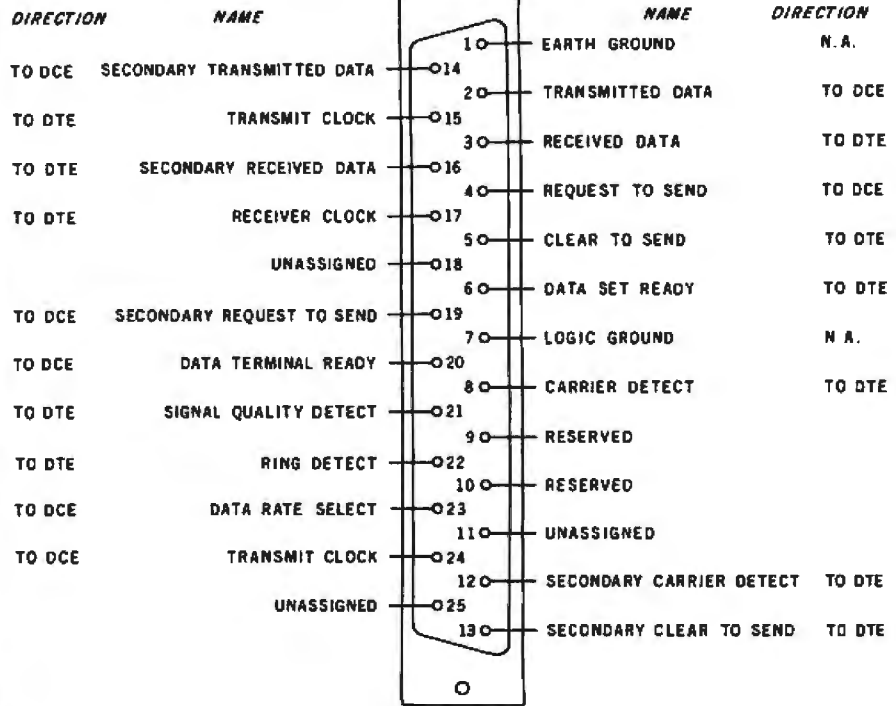 DIRECTION NAME NAME DIRECTION
1 EARTH GROUND N.A.
TO DCE SECONDARY TRANSMITTED DATA 14
2 TRANSMITTED DATA TO DCE
TO DTE TRANSMIT CLOCK 15
3 RECEIVED DATA TO DTE
TO DTE SECONDARY RECEIVED DATA 16
4 REQUEST TO SEND TO DCE
TO DTE RECEIVER CLOCK 17
5 CLEAR TO SEND TO DTE
UNASSIGNED 18
6 DATA SET READY TO DTE
TO DCE SECONDARY REQUEST TO SEND 19
7 LOGIC GROUND N A.
TO DCE DATA TERMINAL READY 20
8 CARRIER DETECT TO DTE
TO DTE SIGNAL QUALITY DETECT 21
9 RESERVED
TO DTE RING DETECT 22
10 RESERVED
TO DCE DATA RATE SELECT 23
11 UNASSIGNED
TO DCE TRANSMIT CLOCK 24
12 SECONDARY CARRIER DETECT TO DTE
UNASSIGNED 25
13 SECONDARY CLEAR TO SEND TO DTE